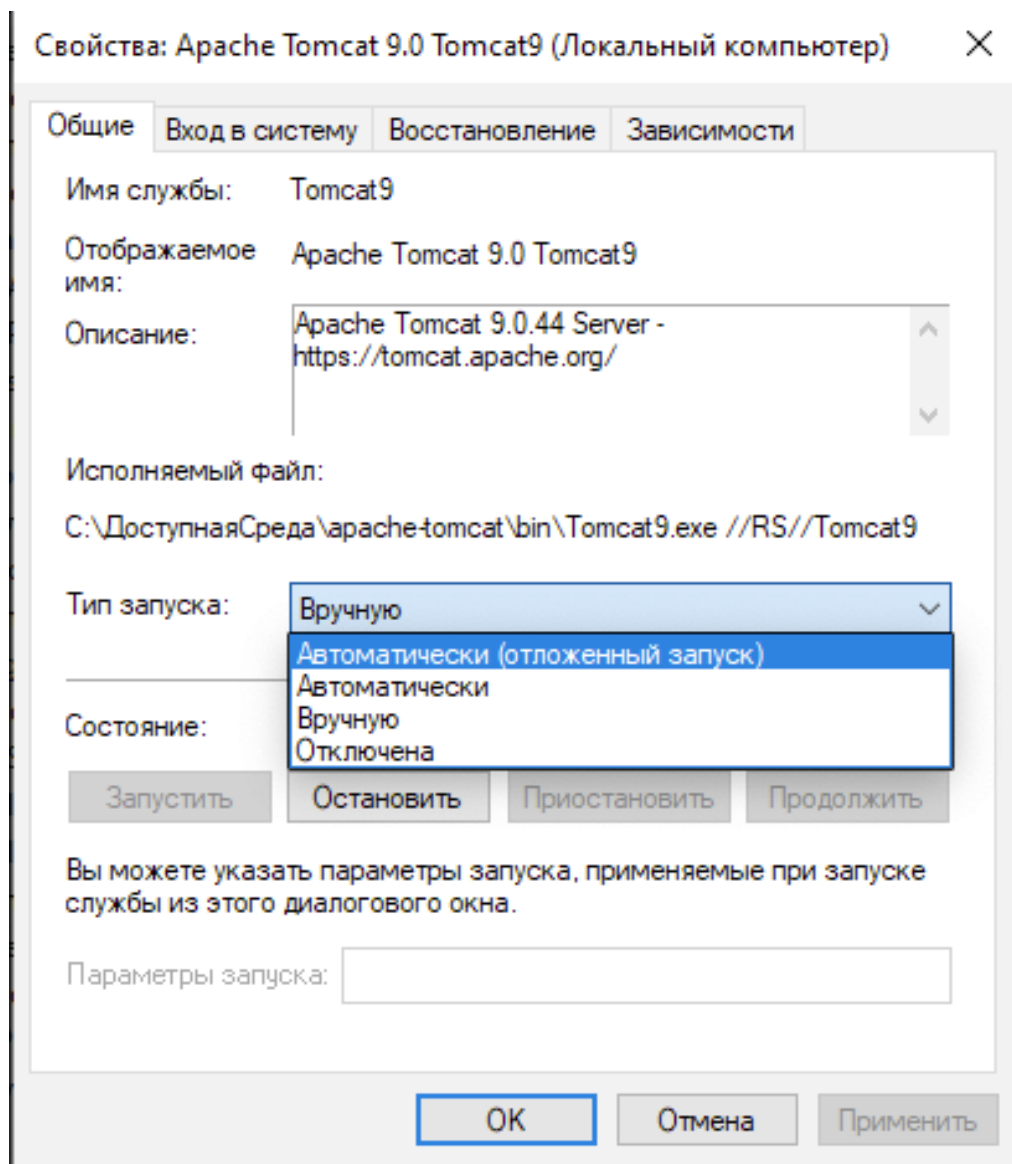 Свойства: Apache Tomcat 9.0 Tomcat9 (Локальный компьютер)
Общие
Вход в систему
Восстановление
Зависимости
Имя службы:
Tomcat9
Отображаемое
имя:
Apache Tomcat 9.0 Tomcat9
Описание:
Apache Tomcat 9.0.44 Server -
https://tomcat.apache.org/
Исполняемый файл:
C:\ДоступнаяСреда\apache-tomcat\bin\Tomcat9.exe //RS//Tomcat9
Тип запуска:
Вручную
Автоматически (отложенный запуск)
Автоматически
Вручную
Отключена
Состояние:
Запустить
Остановить
Приостановить
Продолжить
Вы можете указать параметры запуска, применяемые при запуске
службы из этого диалогового окна.
Параметры запуска:
ОК
Отмена
Применить